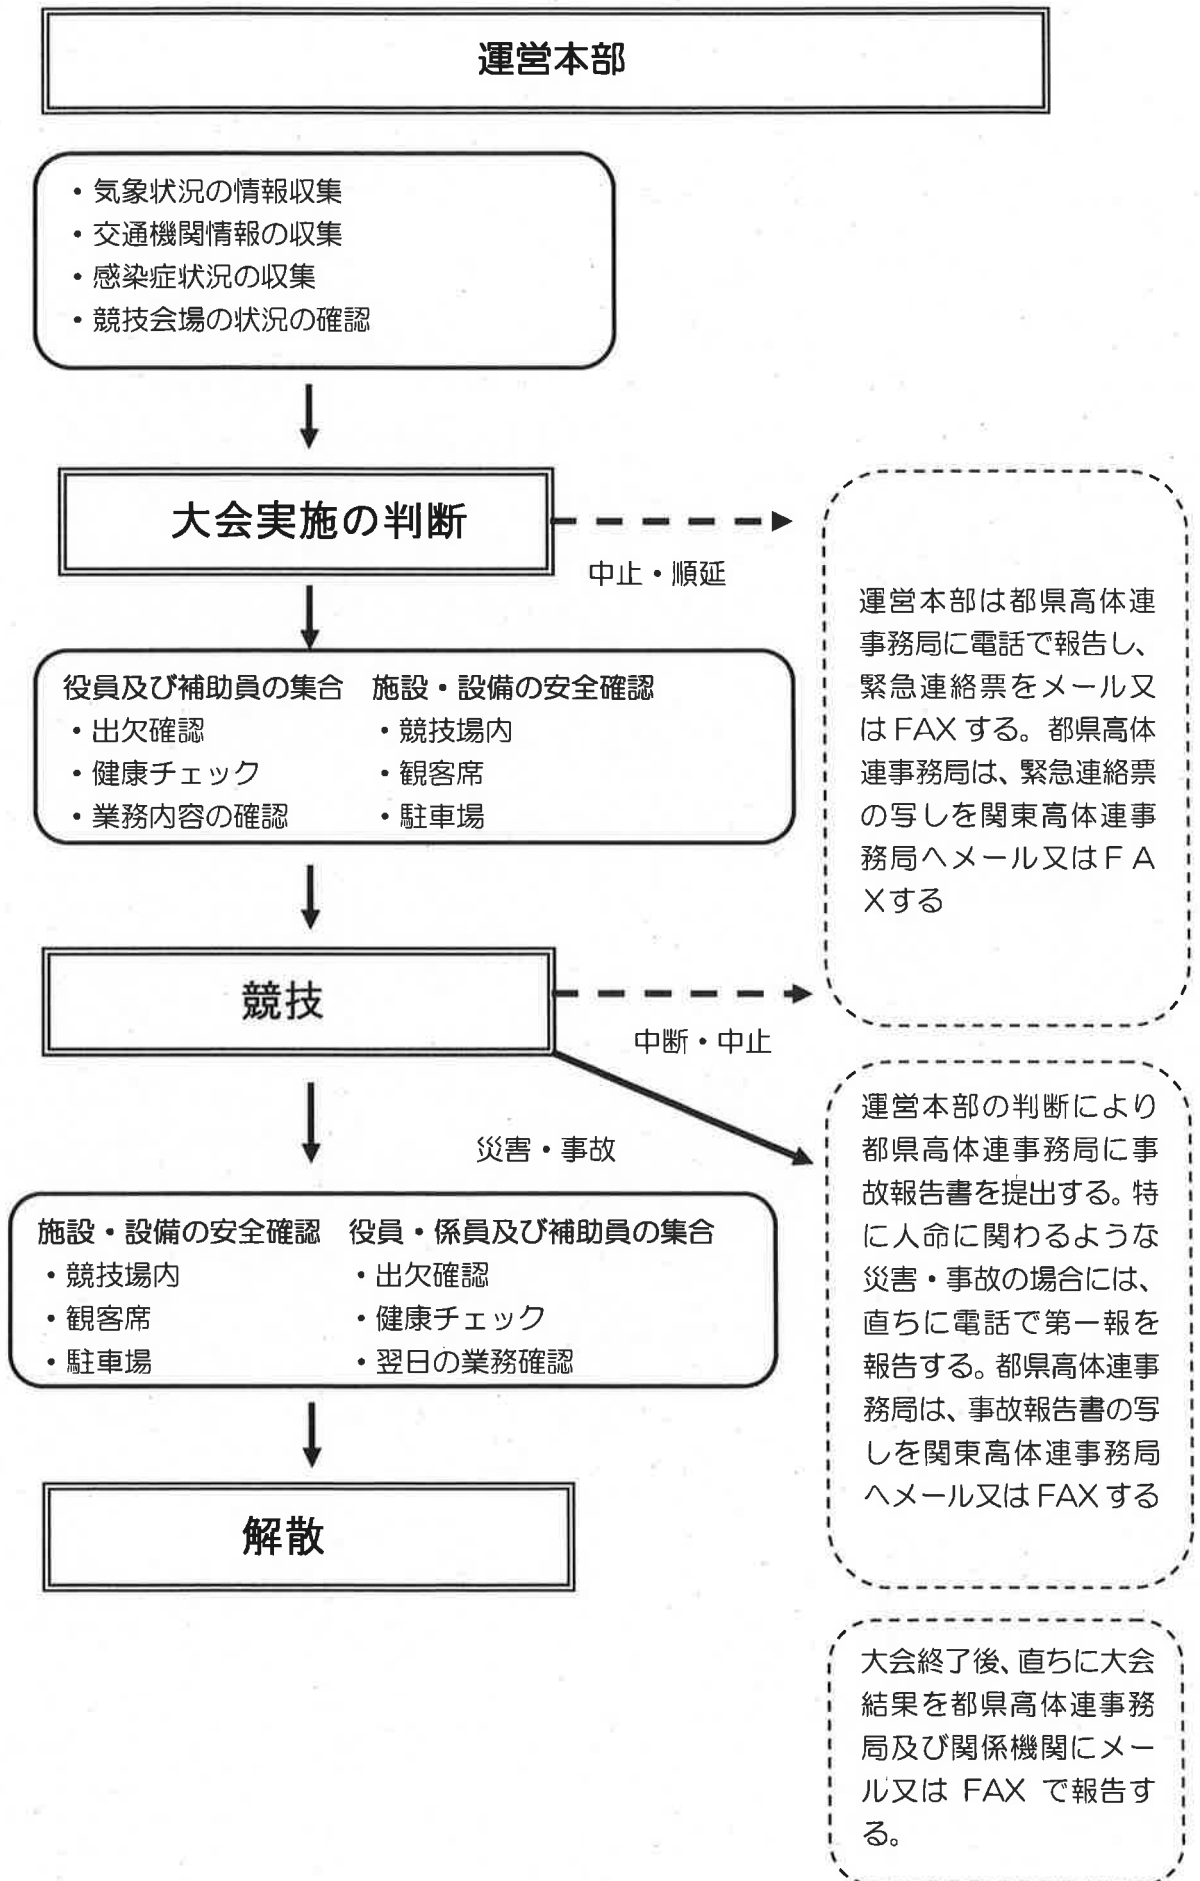 運営本部
・気象状況の情報収集
・交通機関情報の収集
・感染症状況の収集
・競技会場の状況の確認
大会実施の判断
中止・順延
役員及び補助員の集合　施設・設備の安全確認
・出欠確認　・競技場内
・健康チェック　・観客席
・業務内容の確認　・駐車場
運営本部は都県高体連
事務局に電話で報告し、
緊急連絡票をメール又
は FAX する。都県高体
連事務局は、緊急連絡票
の写しを関東高体連事
務局へメール又はＦＡ
Ｘする
競技
中断・中止
災害・事故
運営本部の判断により
都県高体連事務局に事
故報告書を提出する。特
に人命に関わるような
災害・事故の場合には、
直ちに電話で第一報を
報告する。都県高体連事
務局は、事故報告書の写
しを関東高体連事務局
へメール又は FAX する
施設・設備の安全確認　役員・係員及び補助員の集合
・競技場内　・出欠確認
・観客席　・健康チェック
・駐車場　・翌日の業務確認
解散
大会終了後、直ちに大会
結果を都県高体連事務
局及び関係機関にメー
ル又は FAX で報告す
る。